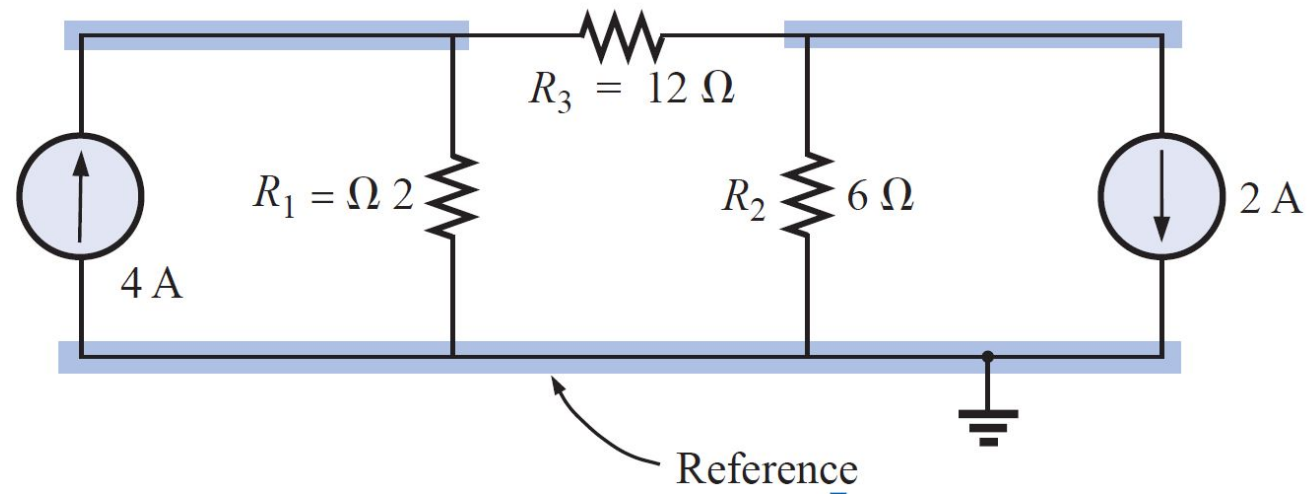 R₃ = 12 Ω
R₁ = Ω 2
R₂
6 Ω
2 A
4 A
Reference